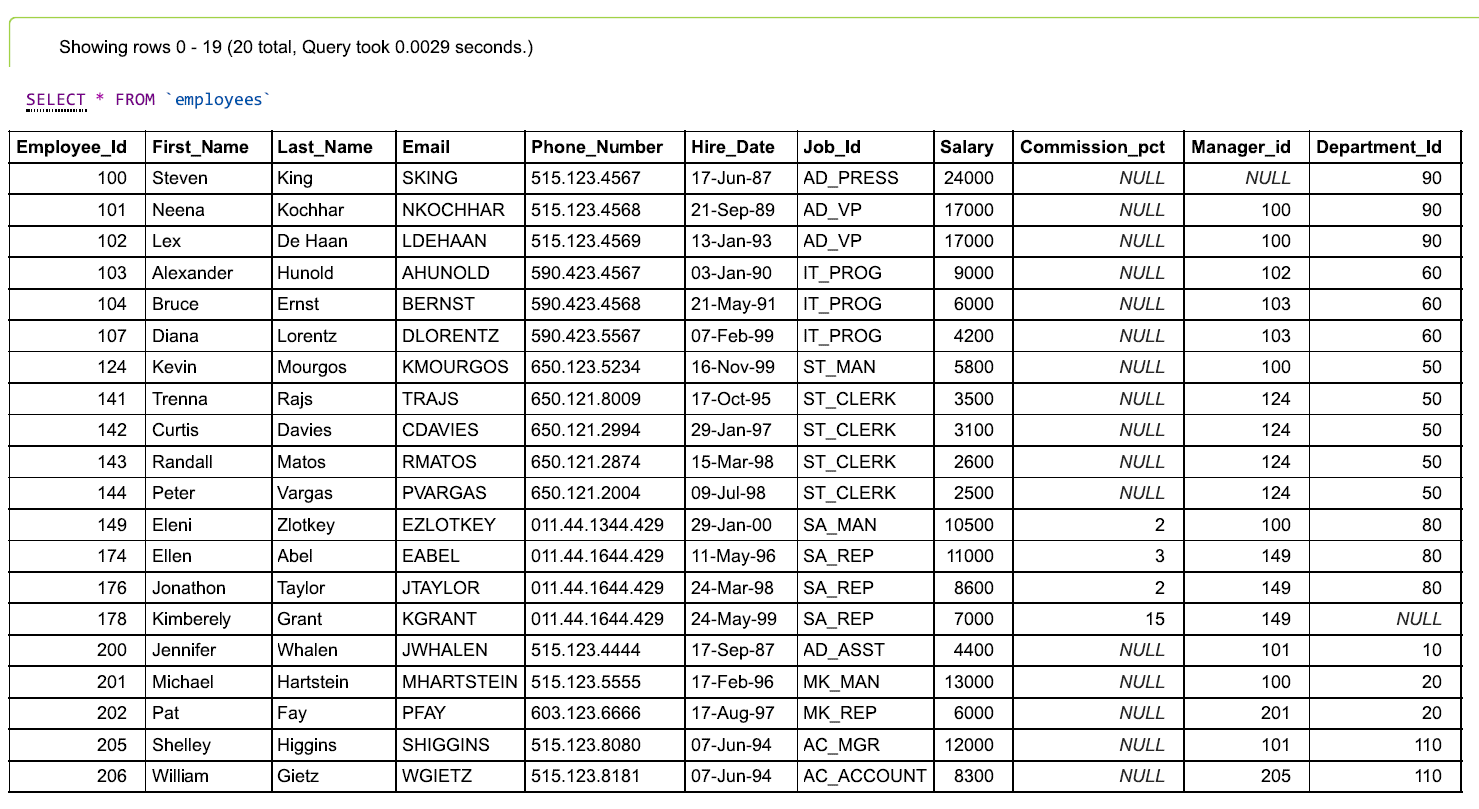 Showing rows 0 - 19 (20 total, Query took 0.0029 seconds.)
SELECT * FROM `employees`
Employee_Id First_Name Last_Name Email Phone_Number Hire_Date Job_Id Salary Commission_pct Manager_id Department_Id
100 Steven King SKING 515.123.4567 17-Jun-87 AD_PRESS 24000 NULL NULL 90
101 Neena Kochhar NKOCHHAR 515.123.4568 21-Sep-89 AD_VP 17000 NULL 100 90
102 Lex De Haan LDEHAAN 515.123.4569 13-Jan-93 AD_VP 17000 NULL 100 90
103 Alexander Hunold AHUNOLD 590.423.4567 03-Jan-90 IT_PROG 9000 NULL 102 60
104 Bruce Ernst BERNST 590.423.4568 21-May-91 IT_PROG 6000 NULL 103 60
107 Diana Lorentz DLORENTZ 590.423.5567 07-Feb-99 IT_PROG 4200 NULL 103 60
124 Kevin Mourgos KMOURGOS 650.123.5234 16-Nov-99 ST_MAN 5800 NULL 100 50
141 Trenna Rajs TRAJS 650.121.8009 17-Oct-95 ST_CLERK 3500 NULL 124 50
142 Curtis Davies CDAVIES 650.121.2994 29-Jan-97 ST_CLERK 3100 NULL 124 50
143 Randall Matos RMATOS 650.121.2874 15-Mar-98 ST_CLERK 2600 NULL 124 50
144 Peter Vargas PVARGAS 650.121.2004 09-Jul-98 ST_CLERK 2500 NULL 124 50
149 Eleni Zlotkey EZLOTKEY 011.44.1344.429 29-Jan-00 SA_MAN 10500 2 100 80
174 Ellen Abel EABEL 011.44.1644.429 11-May-96 SA_REP 11000 3 149 80
176 Jonathon Taylor JTAYLOR 011.44.1644.429 24-Mar-98 SA_REP 8600 2 149 80
178 Kimberely Grant KGRANT 011.44.1644.429 24-May-99 SA_REP 7000 15 149 NULL
200 Jennifer Whalen JWHALEN 515.123.4444 17-Sep-87 AD_ASST 4400 NULL 101 10
201 Michael Hartstein MHARTSTEIN 515.123.5555 17-Feb-96 MK_MAN 13000 NULL 100 20
202 Pat Fay PFAY 603.123.6666 17-Aug-97 MK_REP 6000 NULL 201 20
205 Shelley Higgins SHIGGINS 515.123.8080 07-Jun-94 AC_MGR 12000 NULL 101 110
206 William Gietz WGIETZ 515.123.8181 07-Jun-94 AC_ACCOUNT 8300 NULL 205 110